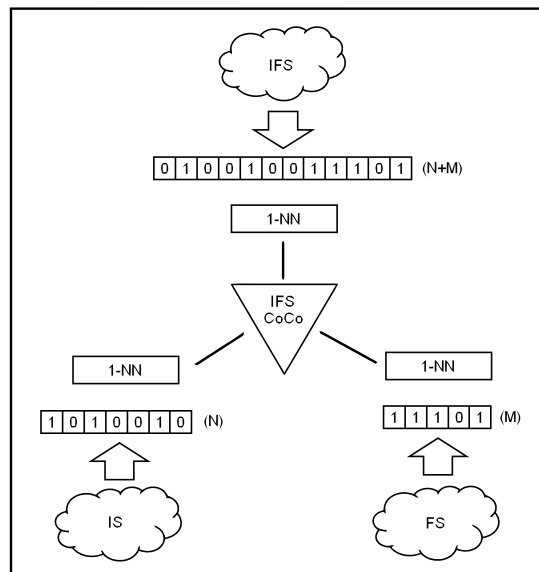 IFS
0 1 0 0 1 0 0 1 1 1 0 1 (N+M)
1-NN
IFS
CoCo
1-NN
1-NN
1 0 1 0 0 1 0 (N)
1 1 1 0 1 (M)
IS
FS